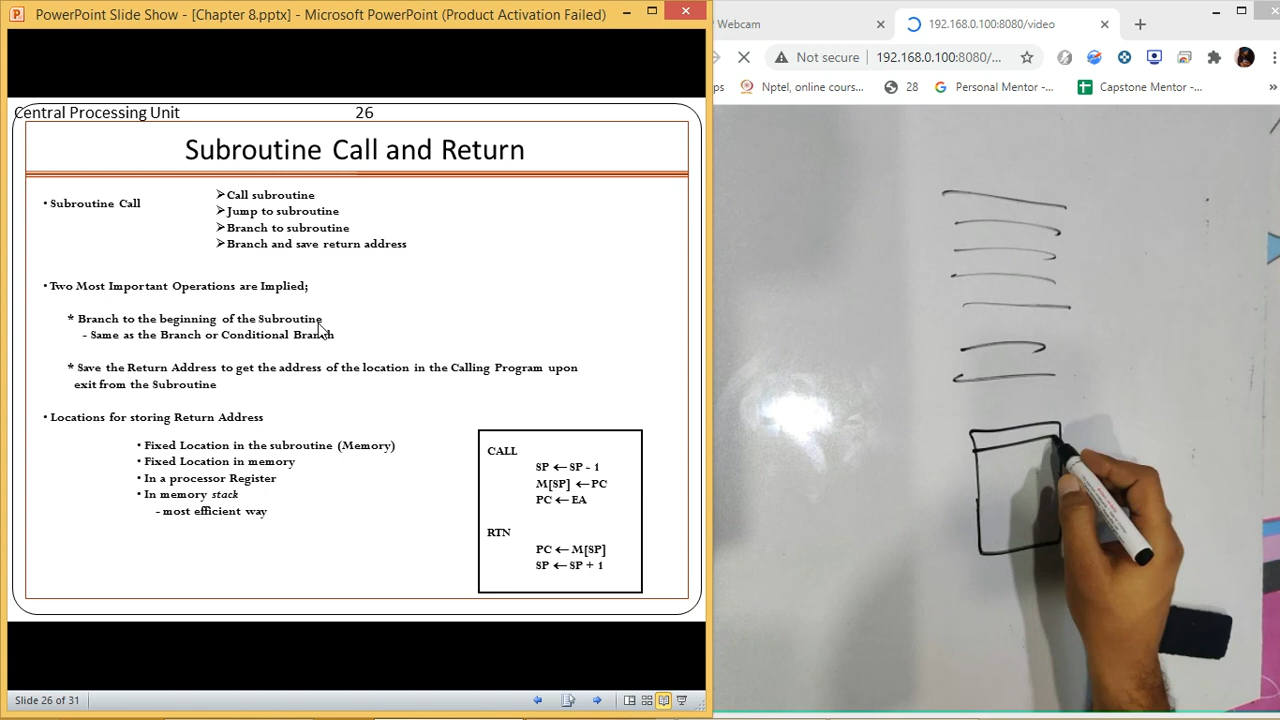 PowerPoint Slide Show - [Chapter 8.pptx] - Microsoft PowerPoint (Product Activation Failed)
Central Processing Unit 26
Subroutine Call and Return
• Subroutine Call
➢Call subroutine
➢Jump to subroutine
➢Branch to subroutine
➢Branch and save return address
• Two Most Important Operations are Implied;
* Branch to the beginning of the Subroutine
- Same as the Branch or Conditional Branch
* Save the Return Address to get the address of the location in the Calling Program upon
exit from the Subroutine
• Locations for storing Return Address
• Fixed Location in the subroutine (Memory)
• Fixed Location in memory
• In a processor Register
• In memory stack
- most efficient way
CALL
SP ← SP - 1
M[SP] ← PC
PC ← EA
RTN
PC ← M[SP]
SP ← SP + 1
Slide 26 of 31
Webcam
192.168.0.100:8080/video
Not secure
192.168.0.100:8080/...
ps
Nptel, online cours...
28
Personal Mentor -...
Capstone Mentor -...
»